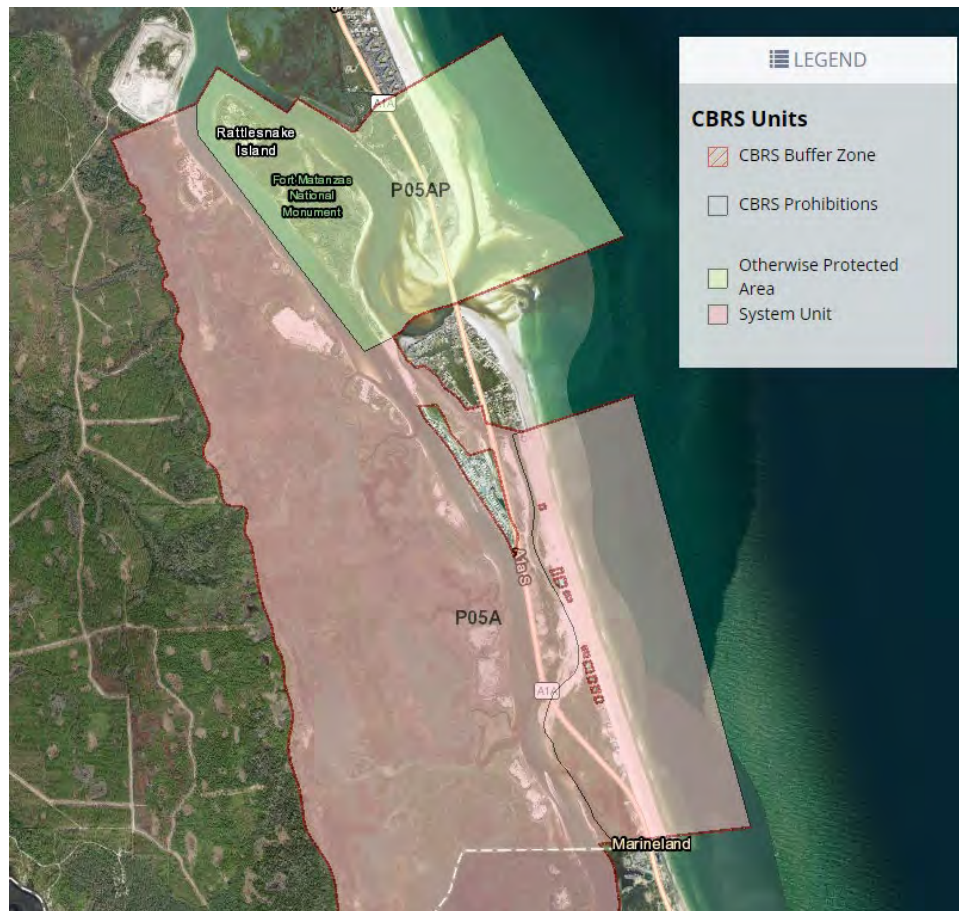 LEGEND
CBRS Units
CBRS Buffer Zone
CBRS Prohibitions
Otherwise Protected
Area
System Unit
A1A
Rattlesnake
Island
Fort Matanzas
National
Monument
P05AP
A1a S
P05A
A1A
Marineland